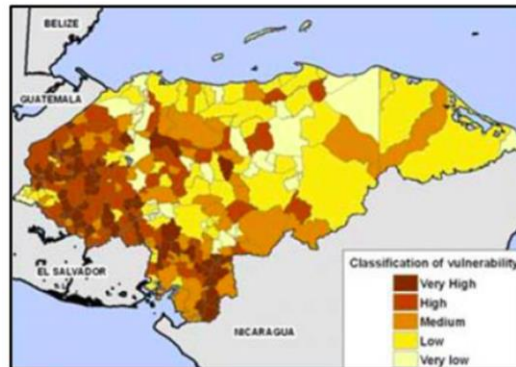 BELIZE
GUATEMALA
EL SALVADOR
NICARAGUA
Classification of vulnerability
Very High
High
Medium
Low
Very low